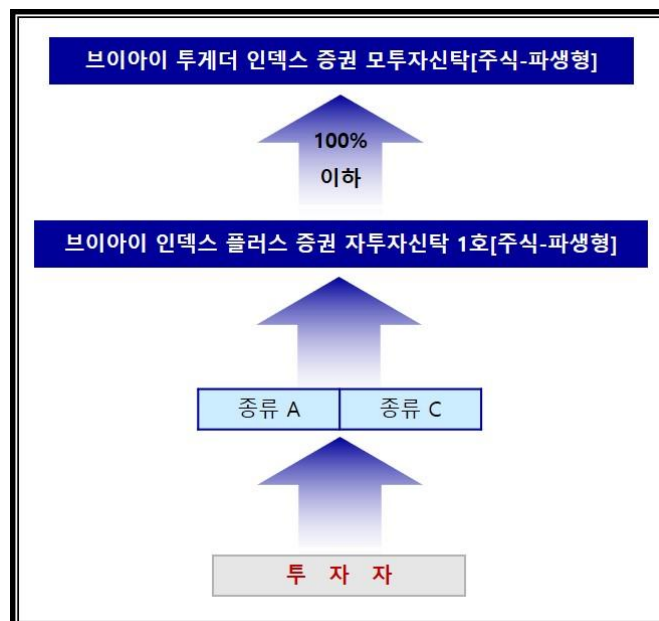 브이아이 투게더 인덱스 증권 모투자신탁[주식-파생형]
100%
이하
브이아이 인덱스 플러스 증권 자투자신탁 1호[주식-파생형]
종류 A 종류 C
투 자 자